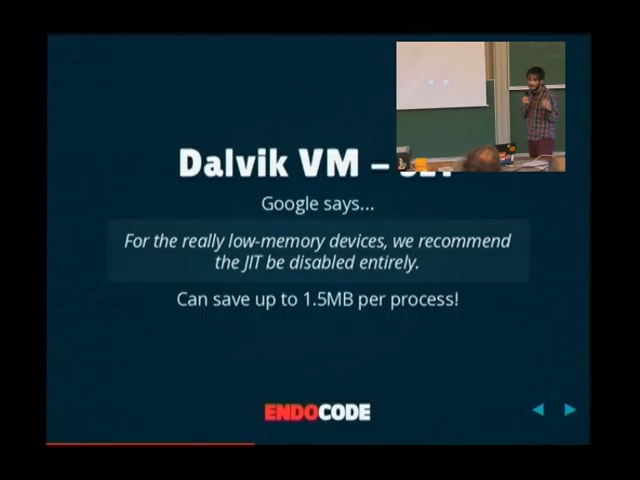 Dalvik VM –
Google says...
For the really low-memory devices, we recommend
the JIT be disabled entirely.
Can save up to 1.5MB per process!
ENDOCODE